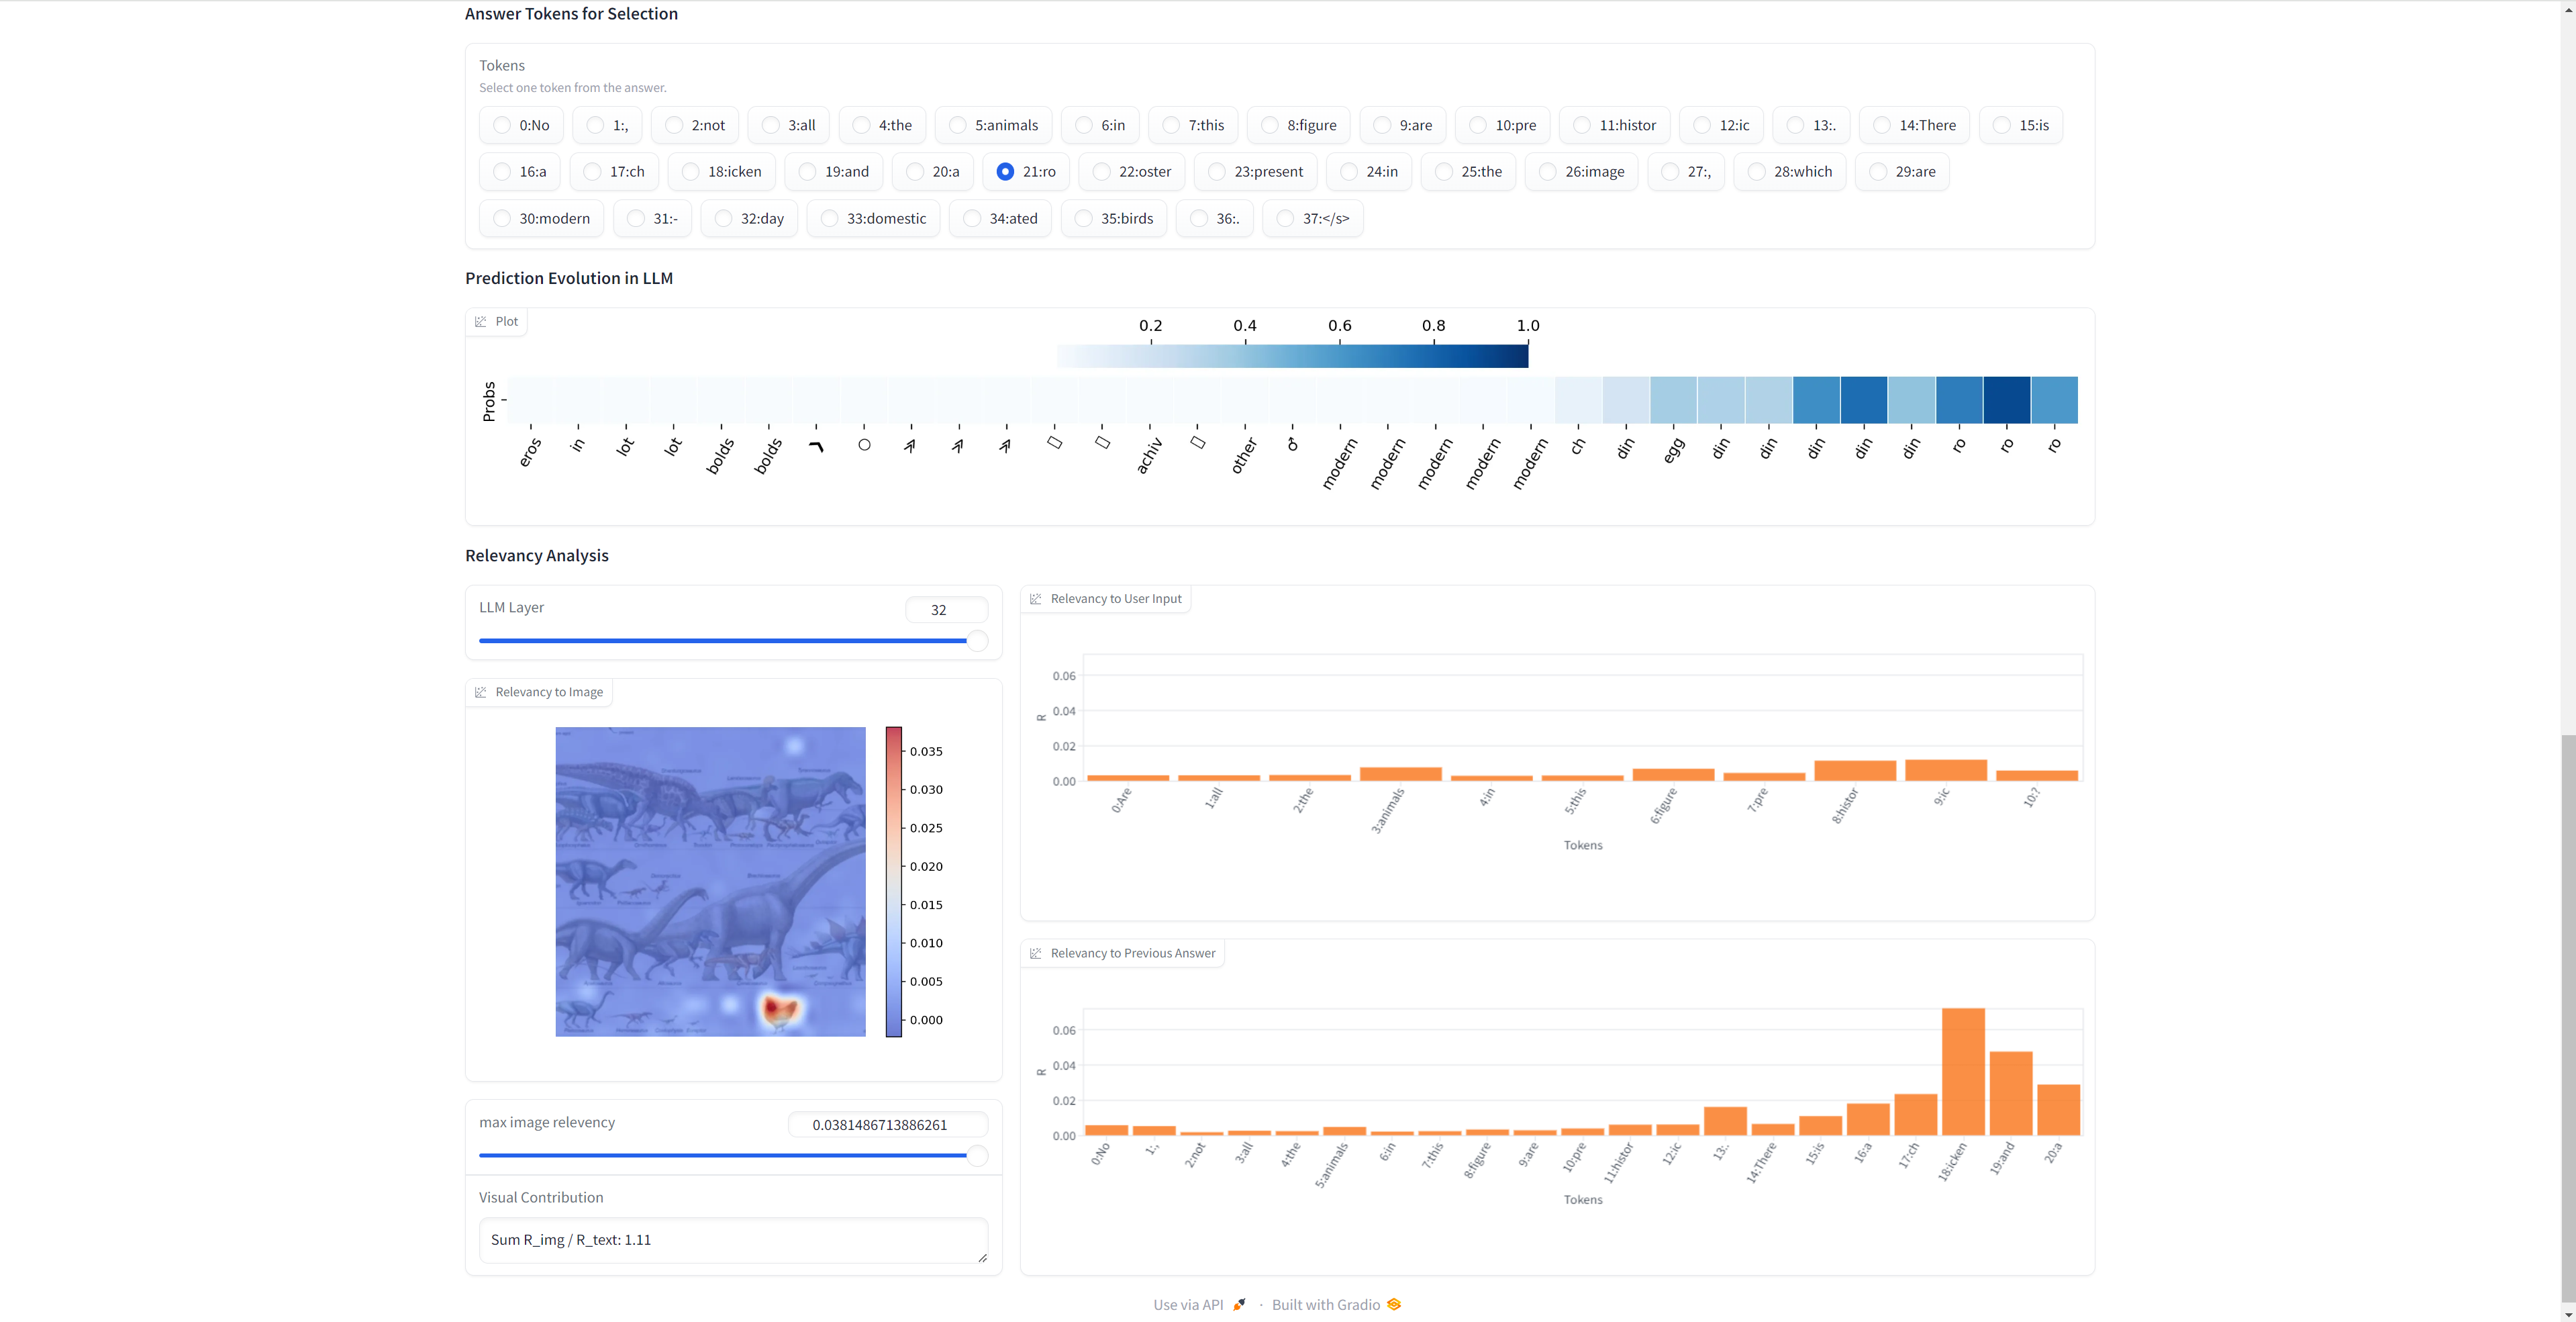 Answer Tokens for Selection
Tokens
Select one token from the answer.
0:No 1:, 2:not 3:all 4:the 5:animals 6:in 7:this 8:figure 9:are 10:pre 11:histor 12:ic 13:. 14:There 15:is
16:a 17:ch 18:icken 19:and 20:a 21:ro 22:oster 23:present 24:in 25:the 26:image 27:, 28:which 29:are
30:modern 31:- 32:day 33:domestic 34:ated 35:birds 36:. 37:</s>
Prediction Evolution in LLM
Plot
0.2 0.4 0.6 0.8 1.0
Probs
eros in lot lot bolds bolds achiv other ♂ modern modern modern modern modern ch din egg din din din din din ro ro ro
Relevancy Analysis
LLM Layer 32
Relevancy to Image
0.035
0.030
0.025
0.020
0.015
0.010
0.005
0.000
max image relevency 0.0381486713886261
Visual Contribution
Sum R_img / R_text: 1.11
Relevancy to User Input
R
0.06
0.04
0.02
0.00
0:Are 1:all 2:the 3:animals 4:in 5:this 6:figure 7:pre 8:histor 9:ic 10:?
Tokens
Relevancy to Previous Answer
R
0.06
0.04
0.02
0.00
0:No 1:, 2:not 3:all 4:the 5:animals 6:in 7:this 8:figure 9:are 10:pre 11:histor 12:ic 13:. 14:There 15:is 16:a 17:ch 18:icken 19:and 20:a
Tokens
Use via API · Built with Gradio